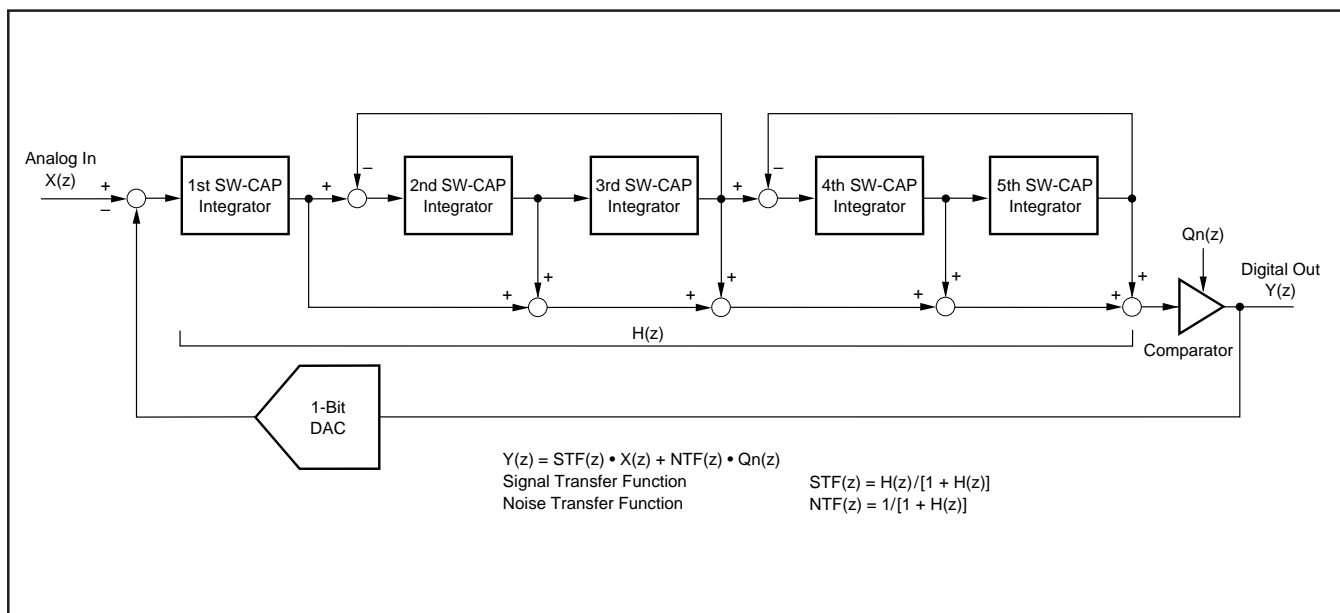 Analog In
X(z)
+
−
1st SW-CAP
Integrator
+
−
2nd SW-CAP
Integrator
3rd SW-CAP
Integrator
+
−
4th SW-CAP
Integrator
5th SW-CAP
Integrator
+
+
+
+
+
+
+
+
Qn(z)
Digital Out
Y(z)
H(z)
Comparator
1-Bit
DAC
Y(z) = STF(z) • X(z) + NTF(z) • Qn(z)
Signal Transfer Function STF(z) = H(z)/[1 + H(z)]
Noise Transfer Function NTF(z) = 1/[1 + H(z)]